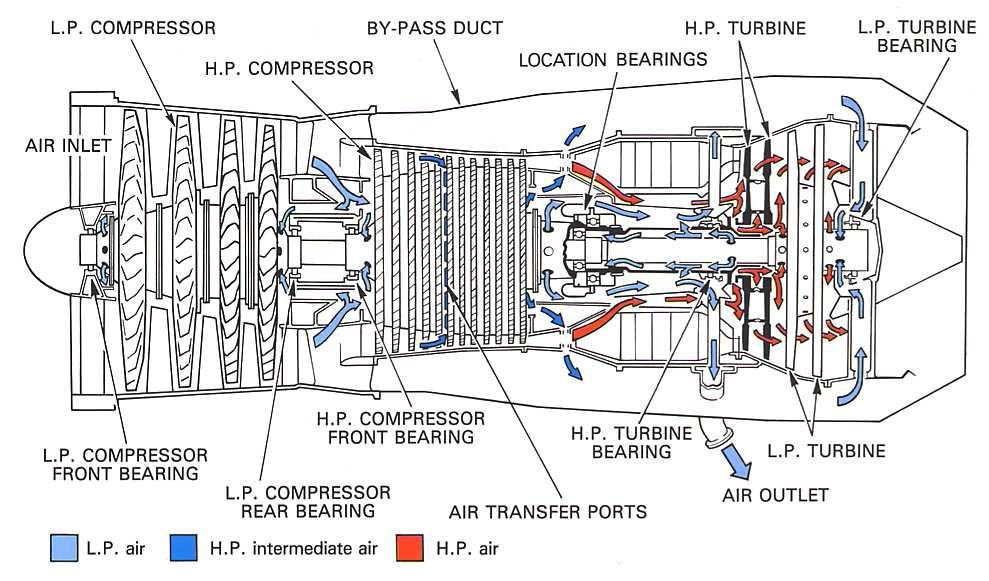 L.P. COMPRESSOR
BY-PASS DUCT
H.P. TURBINE
L.P. TURBINE
BEARING
H.P. COMPRESSOR
LOCATION BEARINGS
AIR INLET
L.P. COMPRESSOR
FRONT BEARING
L.P. COMPRESSOR
REAR BEARING
H.P. COMPRESSOR
FRONT BEARING
AIR TRANSFER PORTS
H.P. TURBINE
BEARING
L.P. TURBINE
AIR OUTLET
L.P. air
H.P. intermediate air
H.P. air